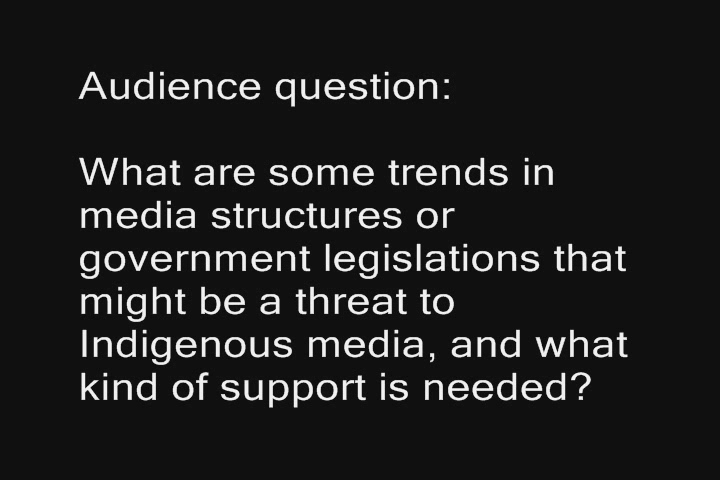 Audience question:
What are some trends in
media structures or
government legislations that
might be a threat to
Indigenous media, and what
kind of support is needed?